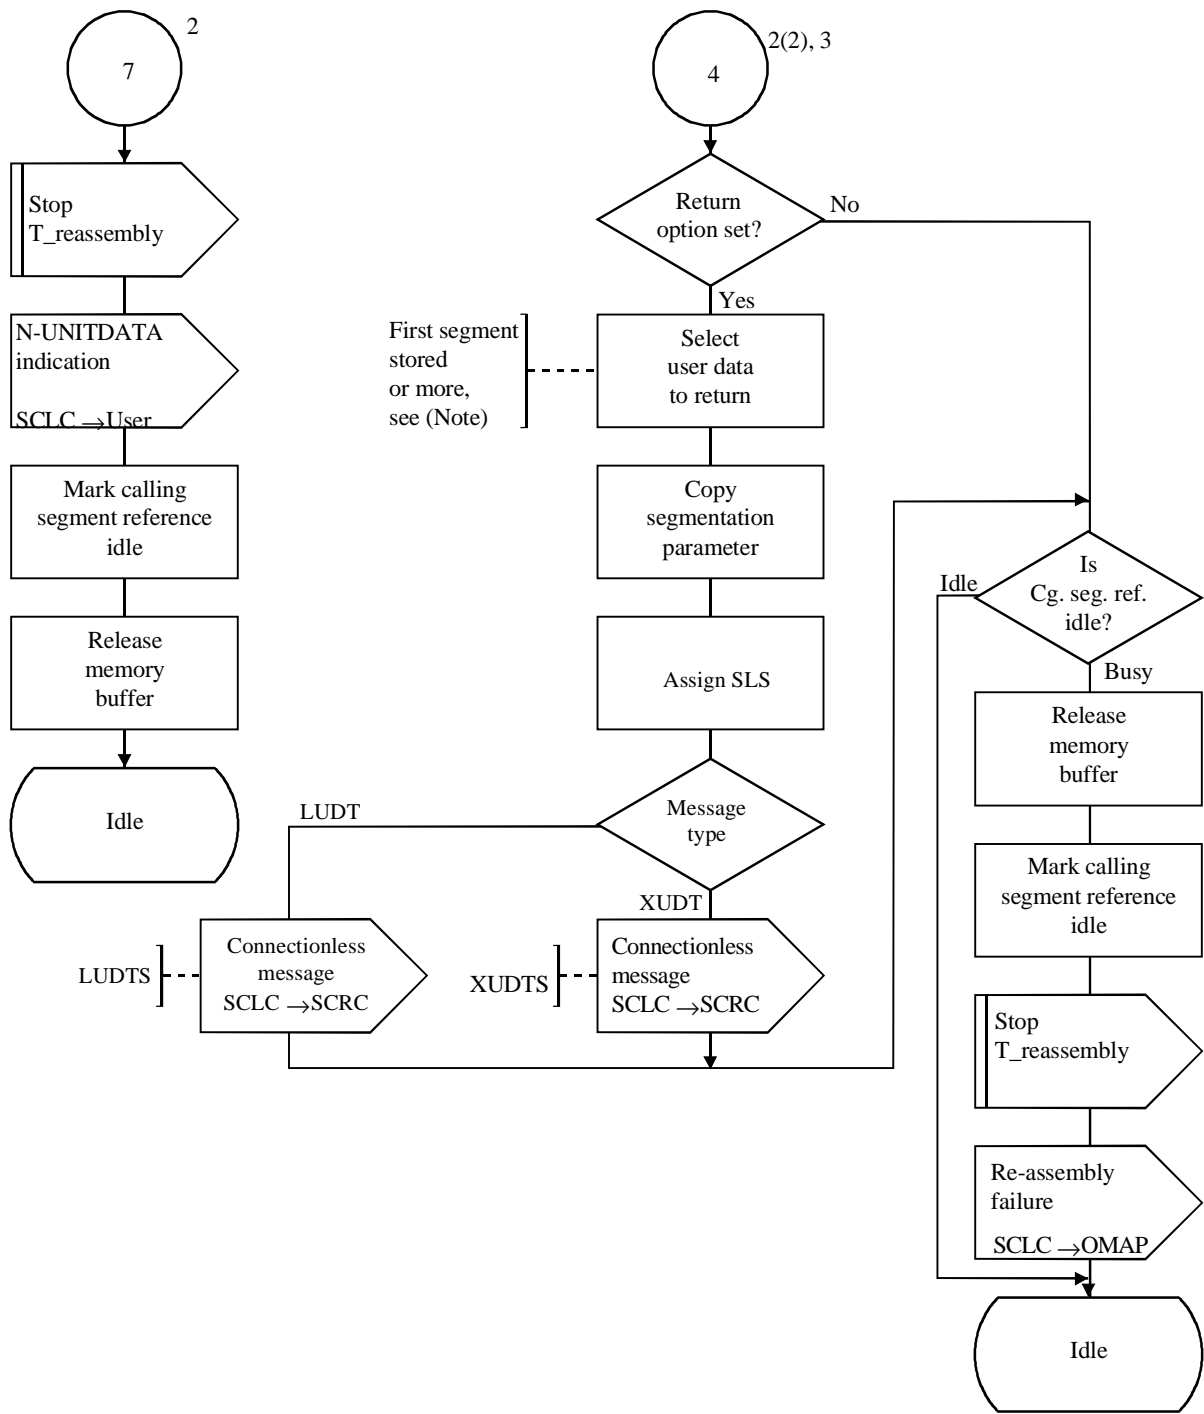 2
7
Stop
T_reassembly
N-UNITDATA
indication
SCLC →User
Mark calling
segment reference
idle
Release
memory
buffer
Idle
2(2), 3
4
Return
option set?
No
Yes
First segment
stored
or more,
see (Note)
Select
user data
to return
Copy
segmentation
parameter
Assign SLS
Message
type
LUDT
XUDT
LUDTS
Connectionless
message
SCLC →SCRC
XUDTS
Connectionless
message
SCLC →SCRC
Is
Cg. seg. ref.
idle?
Idle
Busy
Release
memory
buffer
Mark calling
segment reference
idle
Stop
T_reassembly
Re-assembly
failure
SCLC →OMAP
Idle